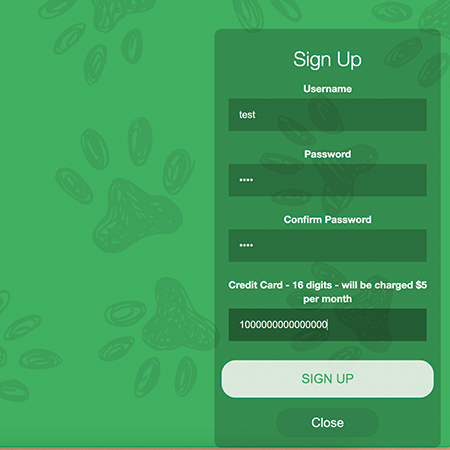 Sign Up
Username
test
Password
••••
Confirm Password
••••
Credit Card - 16 digits - will be charged $5
per month
1000000000000000
SIGN UP
Close